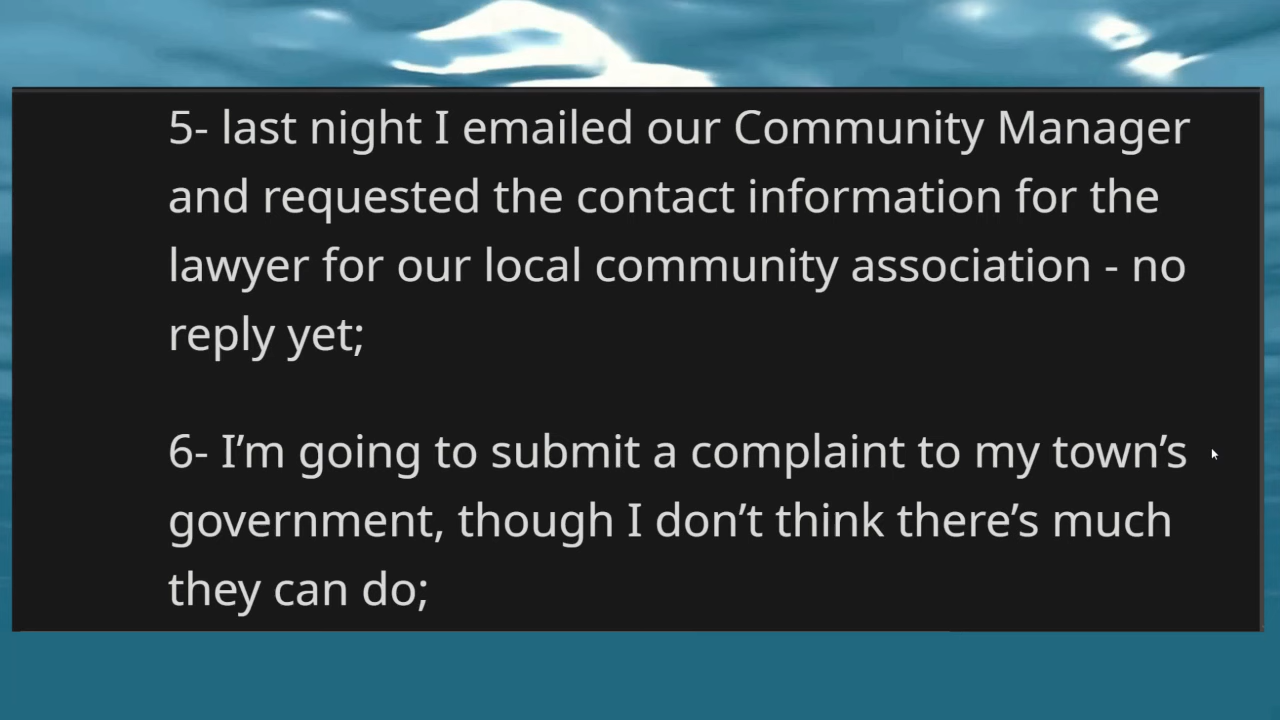 5- last night I emailed our Community Manager
and requested the contact information for the
lawyer for our local community association - no
reply yet;
6- I’m going to submit a complaint to my town’s
government, though I don’t think there’s much
they can do;